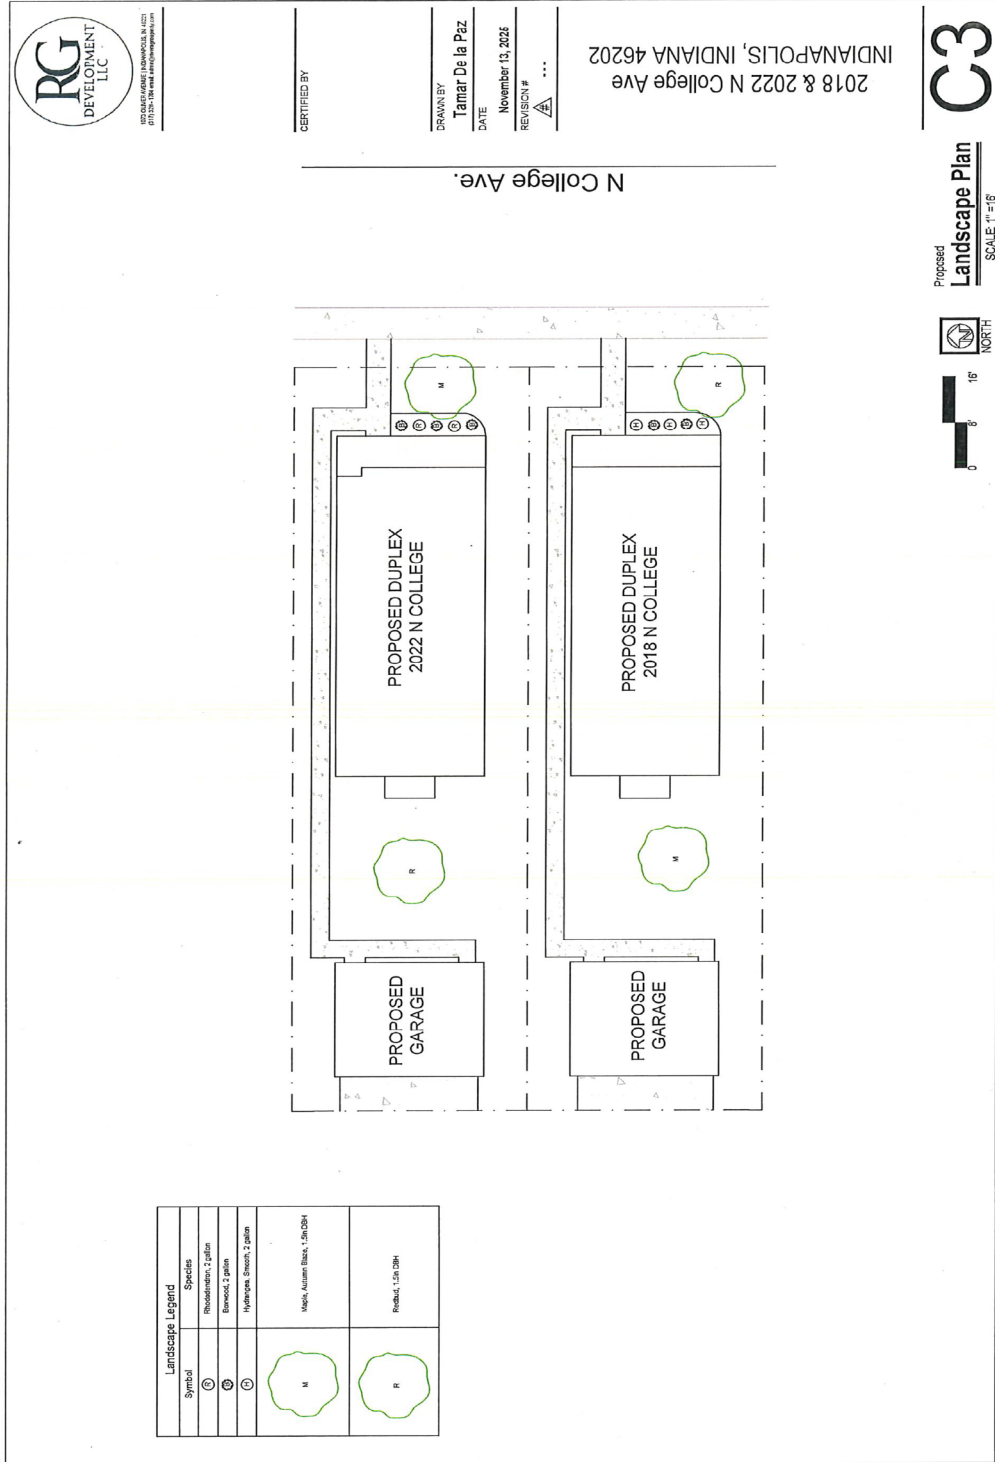 RG
DEVELOPMENT
LLC
CERTIFIED BY
DRAWN BY
Tamar De la Paz
DATE
November 13, 2025
REVISION #
# ---
2018 & 2022 N College Ave
INDIANAPOLIS, INDIANA 46202
C3
Proposed
Landscape Plan
SCALE: 1" =16'
N
NORTH
0 8' 16'
N College Ave.
M
R
B
R
B
R
B
H
B
H
B
H
PROPOSED DUPLEX
2022 N COLLEGE
PROPOSED DUPLEX
2018 N COLLEGE
R
M
PROPOSED
GARAGE
PROPOSED
GARAGE
Landscape Legend
Symbol Species
R Rhododendron, 2 gallon
B Boxwood, 2 gallon
H Hydrangea, Smooth, 2 gallon
M Maple, Autumn Blaze, 1.5in DBH
R Redbud, 1.5in DBH